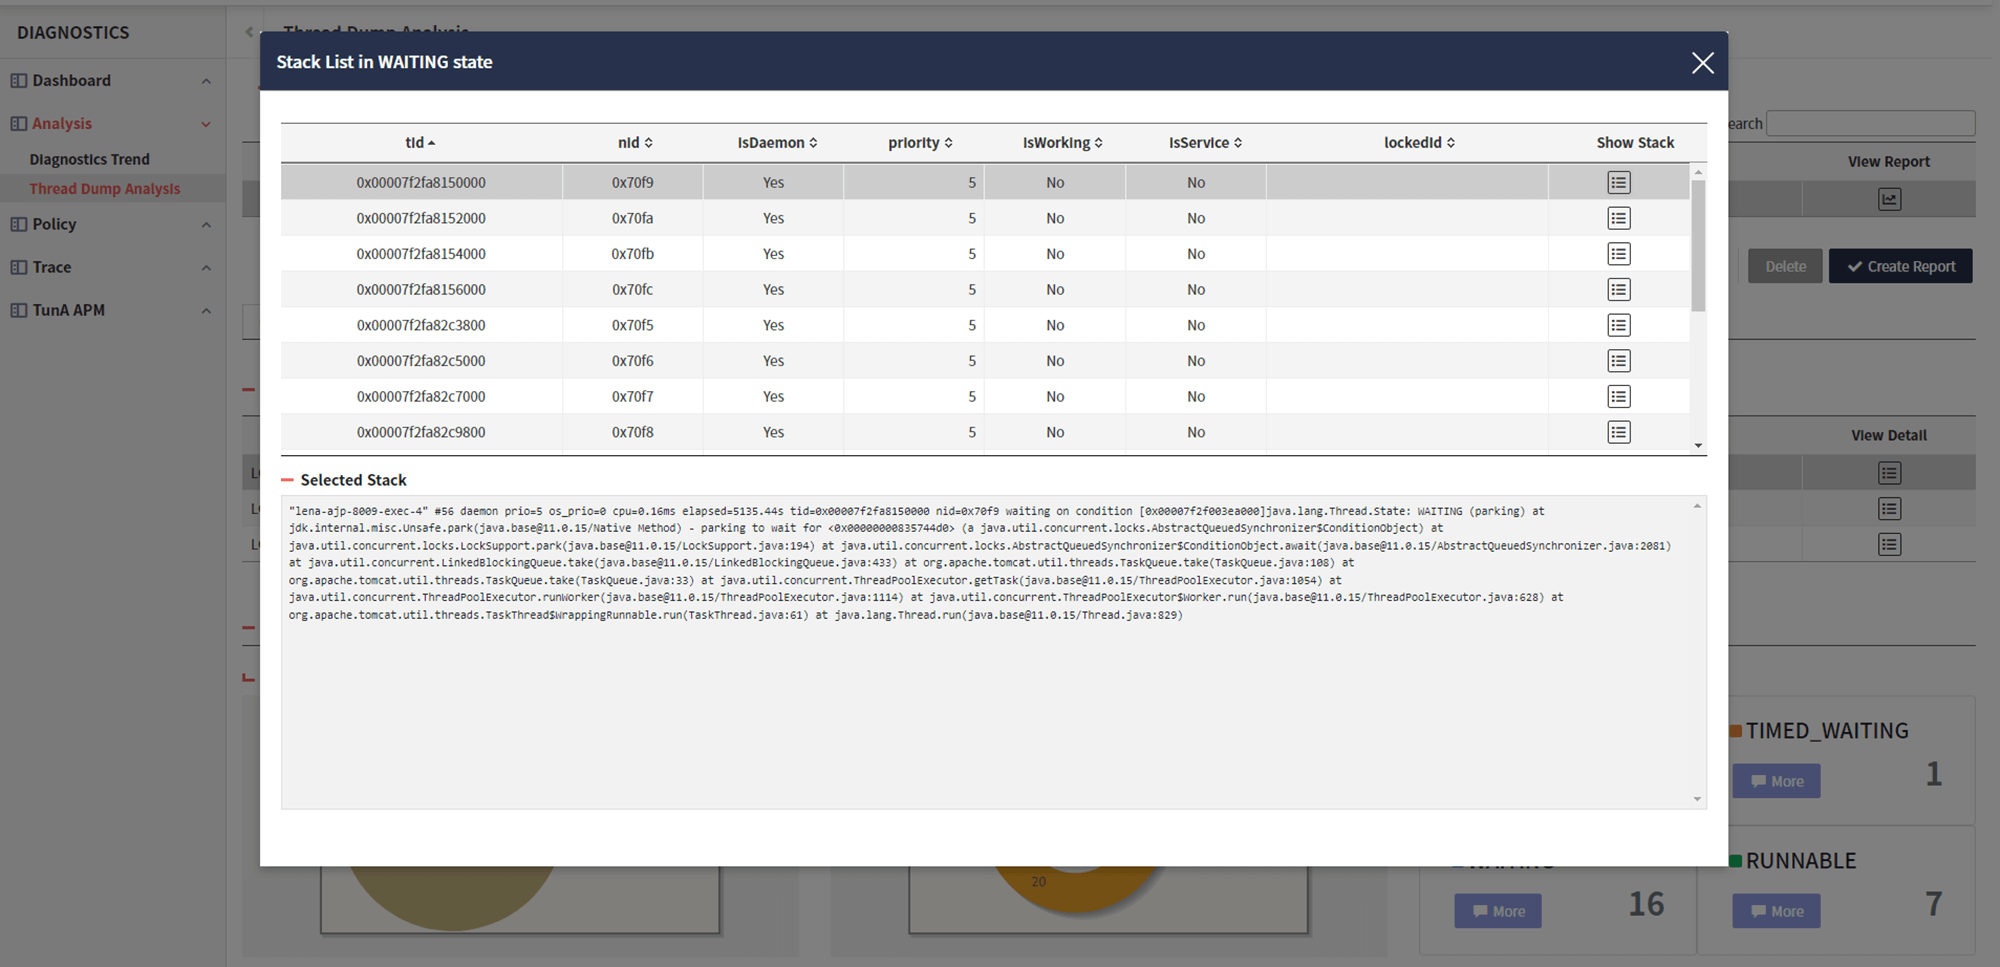 DIAGNOSTICS
Dashboard
Analysis
Diagnostics Trend
Thread Dump Analysis
Policy
Trace
TunA APM
Thread Dump Analysis
Stack List in WAITING state
tid nid isDaemon priority isWorking isService lockedId Show Stack
0x00007f2fa8150000 0x70f9 Yes 5 No No
0x00007f2fa8152000 0x70fa Yes 5 No No
0x00007f2fa8154000 0x70fb Yes 5 No No
0x00007f2fa8156000 0x70fc Yes 5 No No
0x00007f2fa82c3800 0x70f5 Yes 5 No No
0x00007f2fa82c5000 0x70f6 Yes 5 No No
0x00007f2fa82c7000 0x70f7 Yes 5 No No
0x00007f2fa82c9800 0x70f8 Yes 5 No No
Selected Stack
"lena-ajp-8009-exec-4" #56 daemon prio=5 os_prio=0 cpu=0.16ms elapsed=5135.44s tid=0x00007f2fa8150000 nid=0x70f9 waiting on condition [0x00007f2f003ea000]java.lang.Thread.State: WAITING (parking) at
jdk.internal.misc.Unsafe.park(java.base@11.0.15/Native Method) - parking to wait for <0x00000000835744d0> (a java.util.concurrent.locks.AbstractQueuedSynchronizer$ConditionObject) at
java.util.concurrent.locks.LockSupport.park(java.base@11.0.15/LockSupport.java:194) at java.util.concurrent.locks.AbstractQueuedSynchronizer$ConditionObject.await(java.base@11.0.15/AbstractQueuedSynchronizer.java:2081)
at java.util.concurrent.LinkedBlockingQueue.take(java.base@11.0.15/LinkedBlockingQueue.java:433) at org.apache.tomcat.util.threads.TaskQueue.take(TaskQueue.java:108) at
org.apache.tomcat.util.threads.TaskQueue.take(TaskQueue.java:33) at java.util.concurrent.ThreadPoolExecutor.getTask(java.base@11.0.15/ThreadPoolExecutor.java:1054) at
java.util.concurrent.ThreadPoolExecutor.runWorker(java.base@11.0.15/ThreadPoolExecutor.java:1114) at java.util.concurrent.ThreadPoolExecutor$Worker.run(java.base@11.0.15/ThreadPoolExecutor.java:628) at
org.apache.tomcat.util.threads.TaskThread$WrappingRunnable.run(TaskThread.java:61) at java.lang.Thread.run(java.base@11.0.15/Thread.java:829)
earch
View Report
Delete Create Report
View Detail
TIMED_WAITING
More 1
WAITING
More 16
RUNNABLE
More 7
20